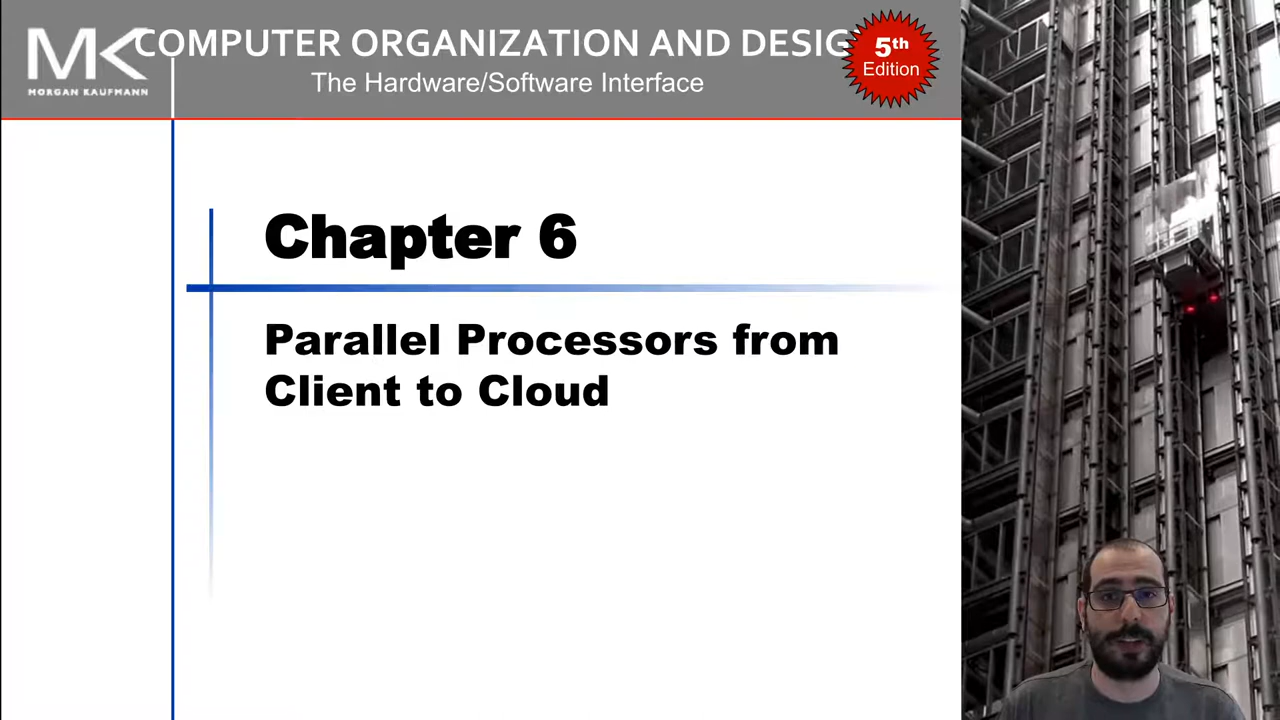 MK
MORGAN KAUFMANN
COMPUTER ORGANIZATION AND DESIG
The Hardware/Software Interface
5th
Edition
Chapter 6
Parallel Processors from
Client to Cloud